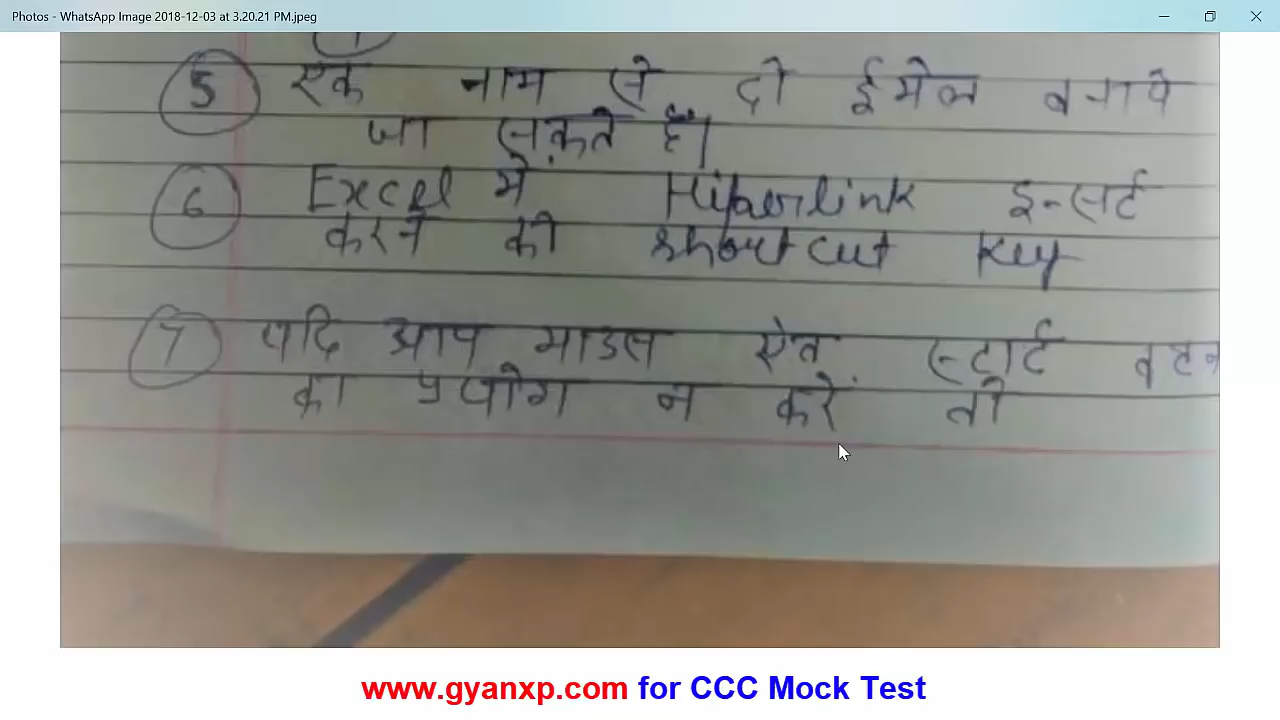 Photos - WhatsApp Image 2018-12-03 at 3.20.21 PM.jpeg
5 एक नाम से दो ईमेल बनाये
जा सकते हैं।
6 Excel में Hiperlink इन्सर्ट
करने की shortcut key
7 यदि आप माउस ऐन स्टार्ट बटन
का प्रयोग न करें तो
www.gyanxp.com for CCC Mock Test